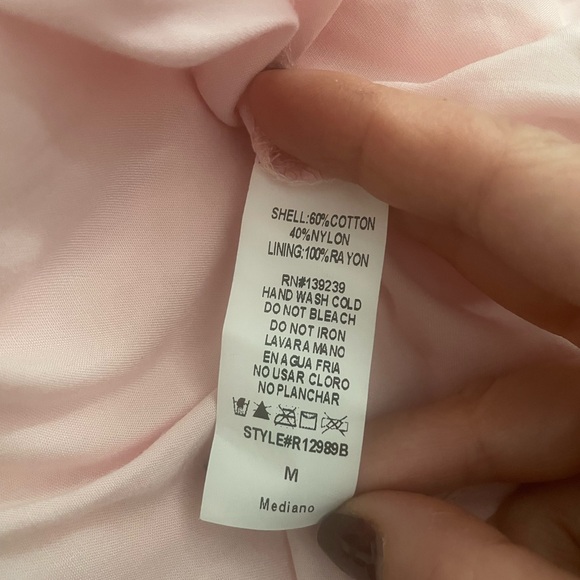 SHELL:60%COTTON
40%NYLON
LINING:100%RAYON
RN#139239
HAND WASH COLD
DO NOT BLEACH
DO NOT IRON
LAVAR A MANO
EN AGUA FRIA
NO USAR CLORO
NO PLANCHAR
STYLE#R12989B
M
Mediano